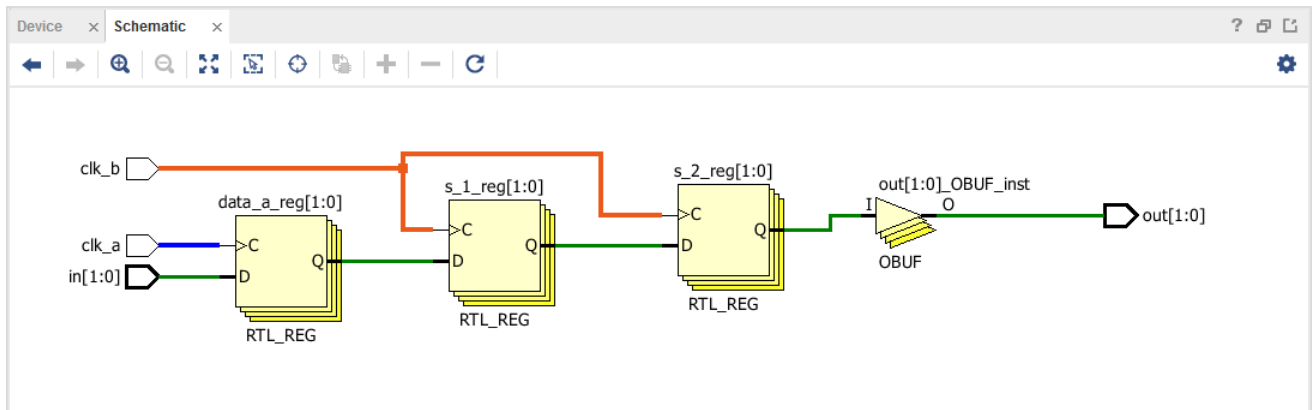 Device × Schematic ×
?
clk_b
s_2_reg[1:0]
s_1_reg[1:0]
out[1:0]_OBUF_inst
data_a_reg[1:0]
I O
C
out[1:0]
C
Q
clk_a
C
Q
D
OBUF
Q
D
in[1:0]
D
RTL_REG
RTL_REG
RTL_REG